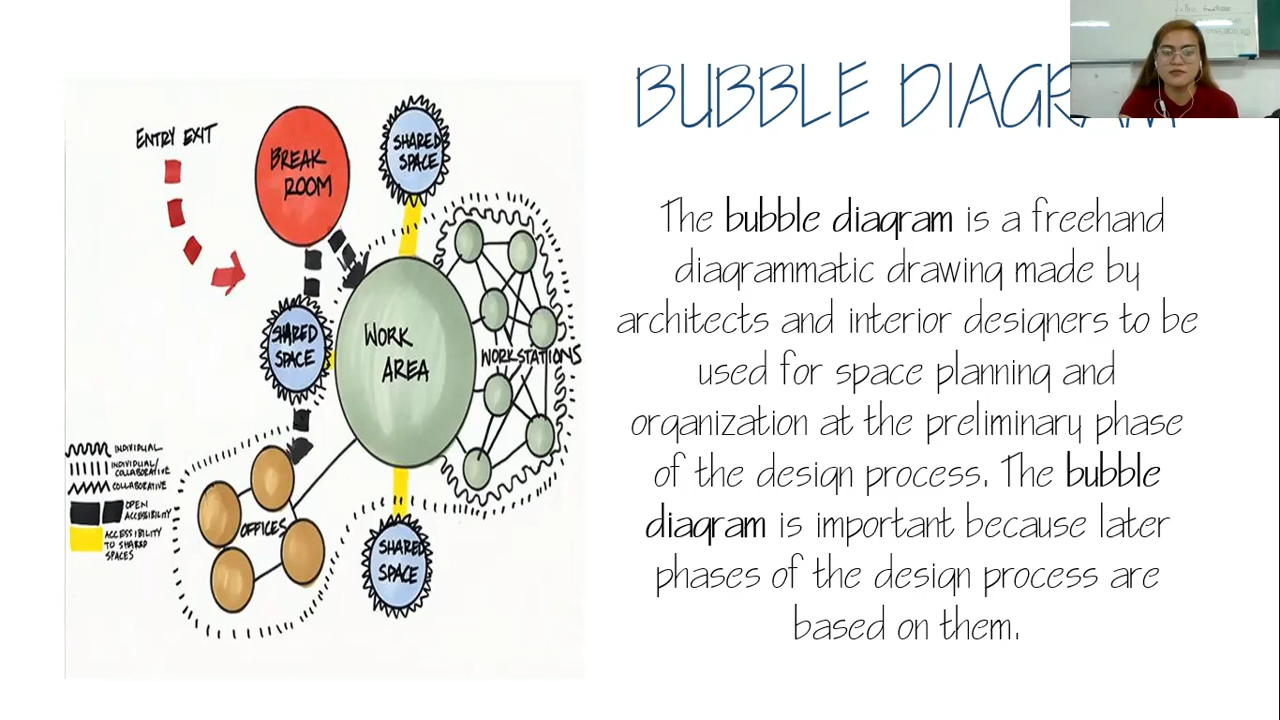 BUBBLE DIAGRAM
The bubble diagram is a freehand
diagrammatic drawing made by
architects and interior designers to be
used for space planning and
organization at the preliminary phase
of the design process. The bubble
diagram is important because later
phases of the design process are
based on them.
ENTRY EXIT
BREAK
ROOM
SHARED
SPACE
SHARED
SPACE
WORK
AREA
WORKSTATIONS
OFFICES
SHARED
SPACE
INDIVIDUAL
INDIVIDUAL/
COLLABORATIVE
COLLABORATIVE
OPEN
ACCESSIBILITY
ACCESSIBILITY
TO SHARED
SPACES